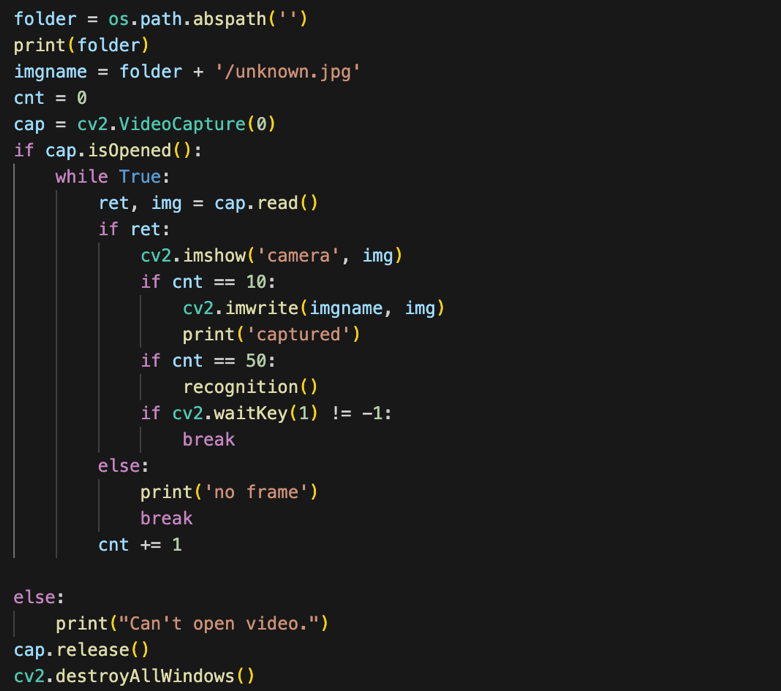 folder = os.path.abspath('')
print(folder)
imgname = folder + '/unknown.jpg'
cnt = 0
cap = cv2.VideoCapture(0)
if cap.isOpened():
    while True:
        ret, img = cap.read()
        if ret:
            cv2.imshow('camera', img)
            if cnt == 10:
                cv2.imwrite(imgname, img)
                print('captured')
            if cnt == 50:
                recognition()
            if cv2.waitKey(1) != -1:
                break
        else:
            print('no frame')
            break
        cnt += 1

else:
    print("Can't open video.")
cap.release()
cv2.destroyAllWindows()